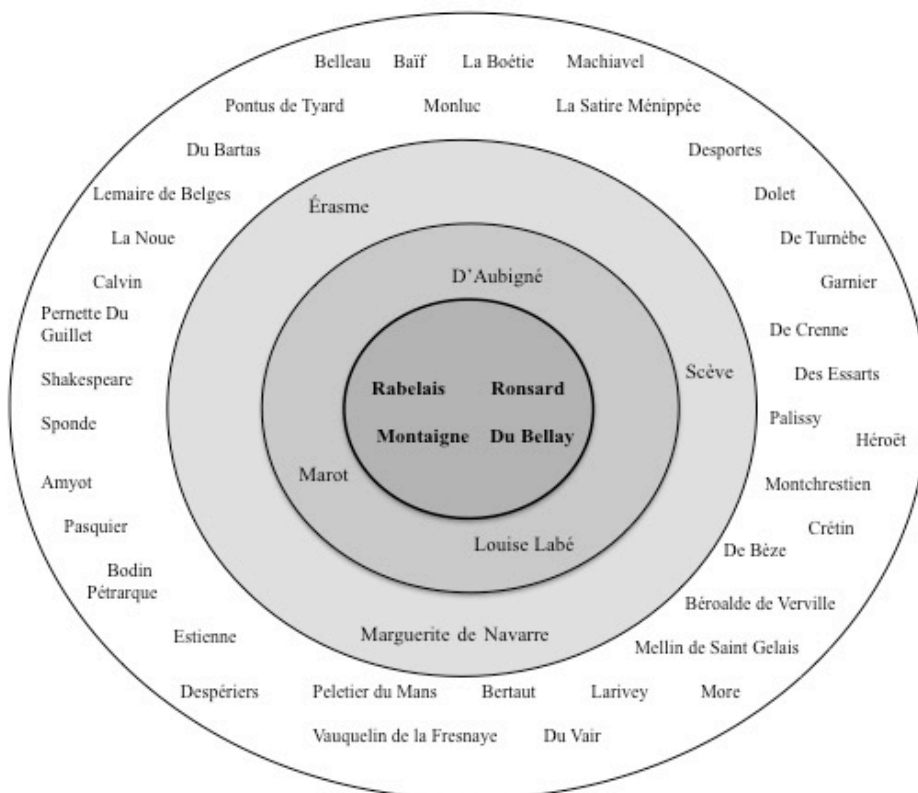 Belleau Baïf La Boétie Machiavel
Pontus de Tyard Monluc La Satire Ménippée
Du Bartas Desportes
Lemaire de Belges Dolet
Érasme
La Noue De Turnèbe
Calvin D’Aubigné Garnier
Pernette Du
Guillet
De Crenne
Shakespeare Scève Des Essarts
Rabelais Ronsard
Sponde Palissy
Montaigne Du Bellay Héroët
Amyot Marot Montchrestien
Pasquier Crétin
Louise Labé De Bèze
Bodin
Pétrarque
Béroalde de Verville
Estienne Marguerite de Navarre Mellin de Saint Gelais
Despériers Peletier du Mans Bertaut Larivey More
Vauquelin de la Fresnaye Du Vair